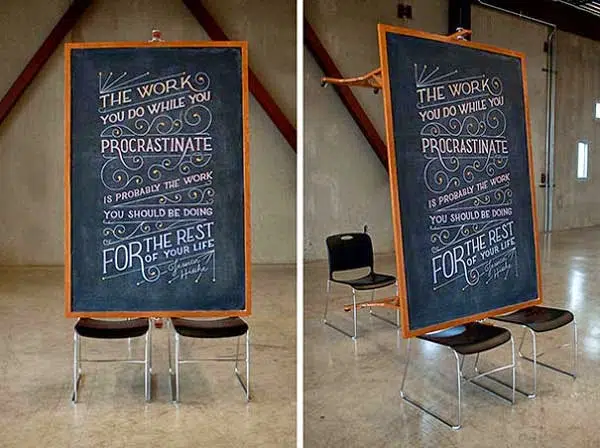 THE WORK
YOU DO WHILE YOU
PROCRASTINATE
IS PROBABLY THE WORK
YOU SHOULD BE DOING
FOR THE REST
OF YOUR LIFE
- Jessica Hische
THE WORK
YOU DO WHILE YOU
PROCRASTINATE
IS PROBABLY THE WORK
YOU SHOULD BE DOING
FOR THE REST
OF YOUR LIFE
- Jessica Hische